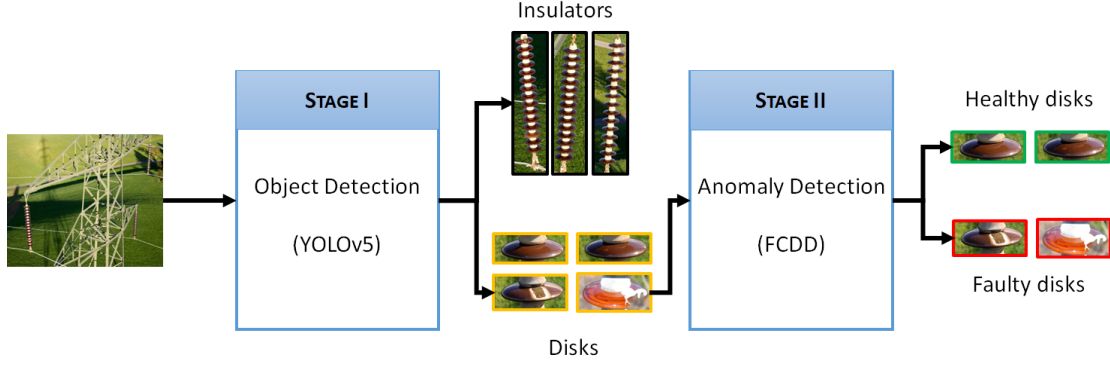 Insulators
STAGE I
Object Detection
(YOLOv5)
Disks
STAGE II
Anomaly Detection
(FCDD)
Healthy disks
Faulty disks